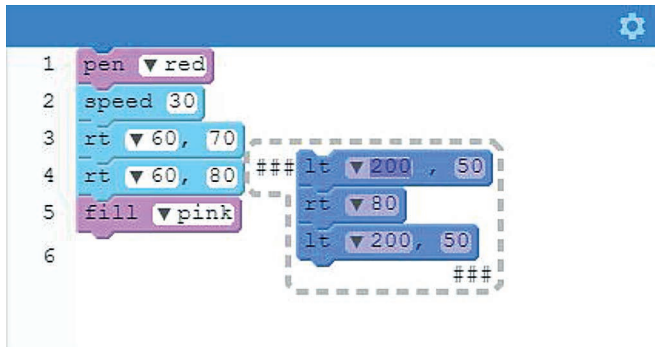 1 pen ▼ red
2 speed 30
3 rt ▼ 60, 70
4 rt ▼ 60, 80
5 fill ▼ pink
6
### lt ▼ 200 , 50
rt ▼ 80
lt ▼ 200, 50
###